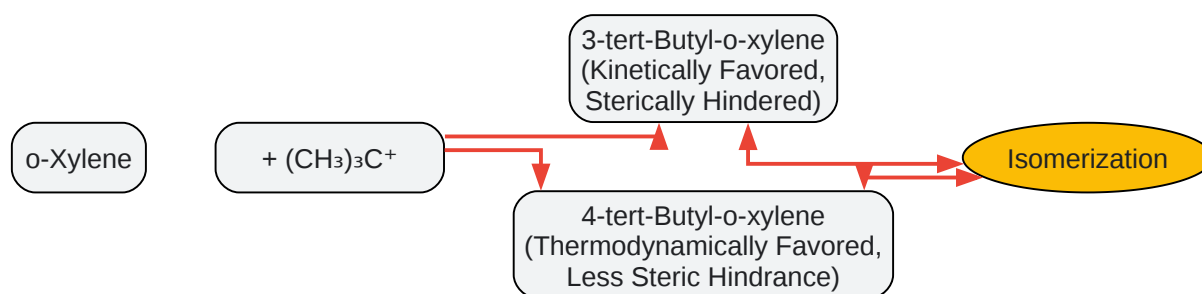 o-Xylene
+ (CH₃)₃C⁺
3-tert-Butyl-o-xylene
(Kinetically Favored,
Sterically Hindered)
4-tert-Butyl-o-xylene
(Thermodynamically Favored,
Less Steric Hindrance)
Isomerization